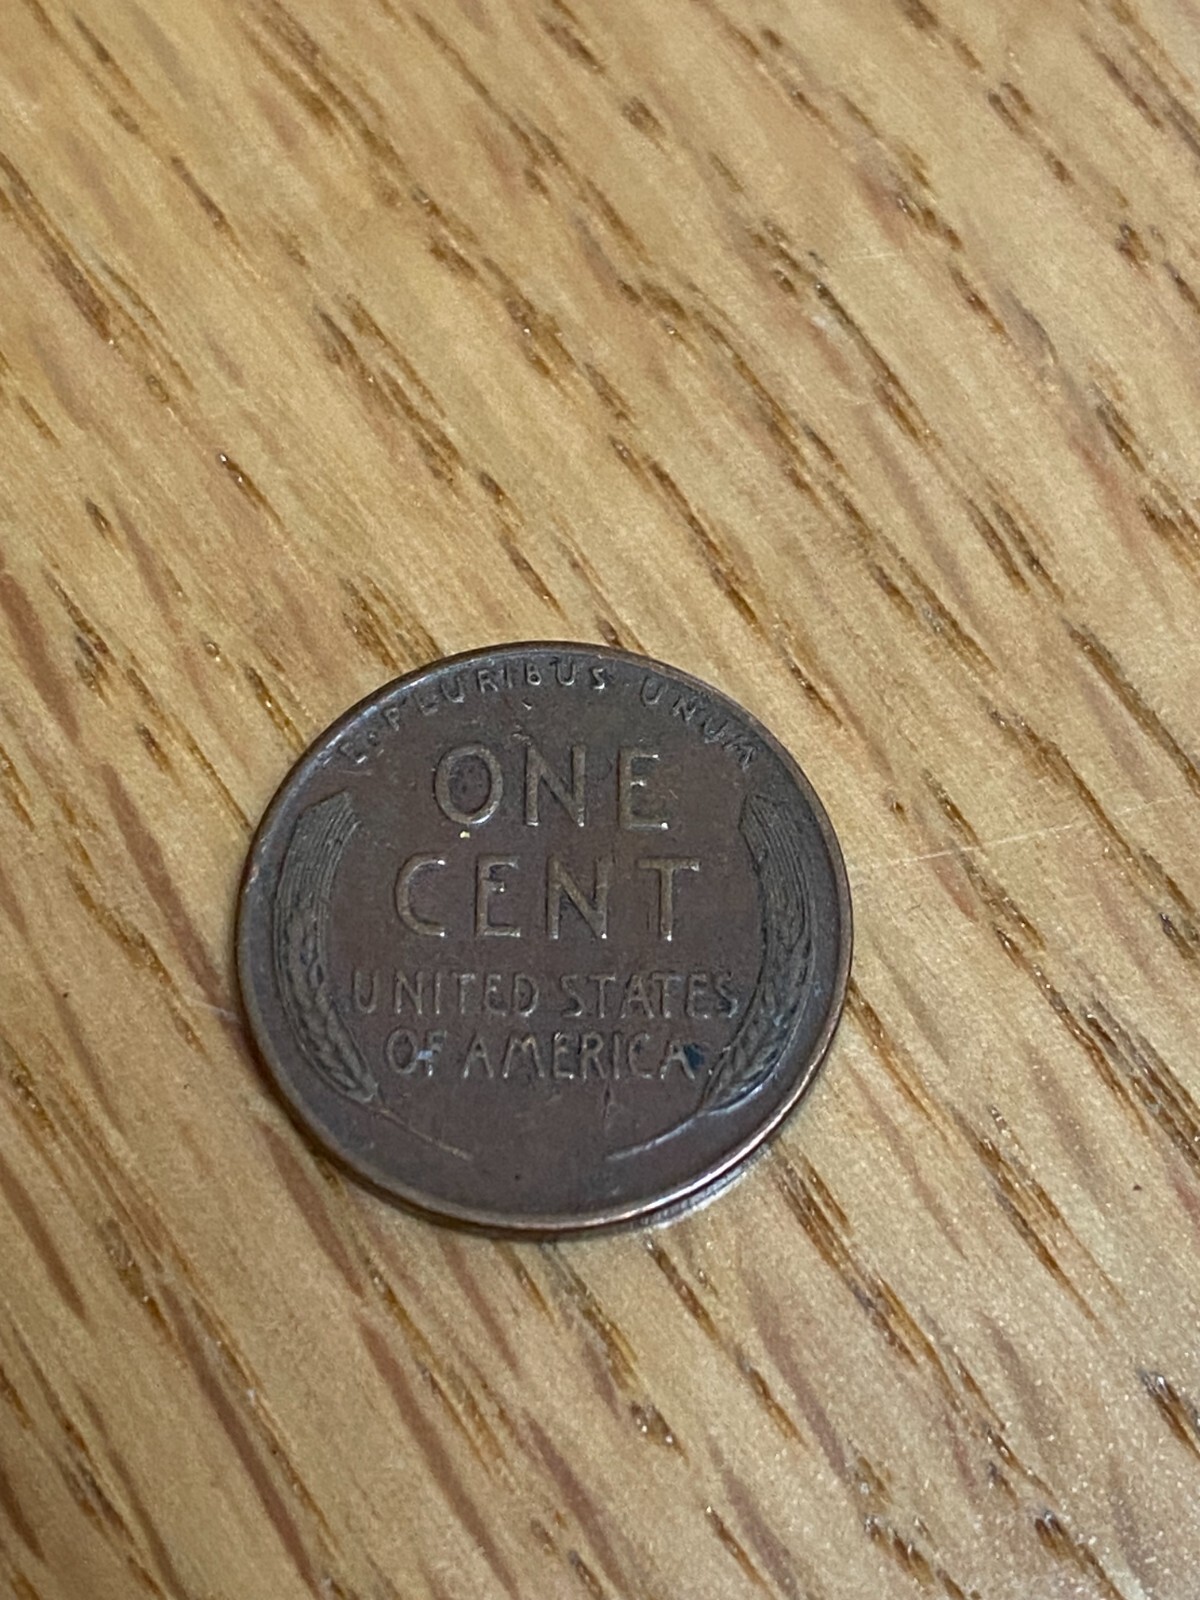 E·PLURIBUS UNUM
ONE
CENT
UNITED STATES
OF AMERICA